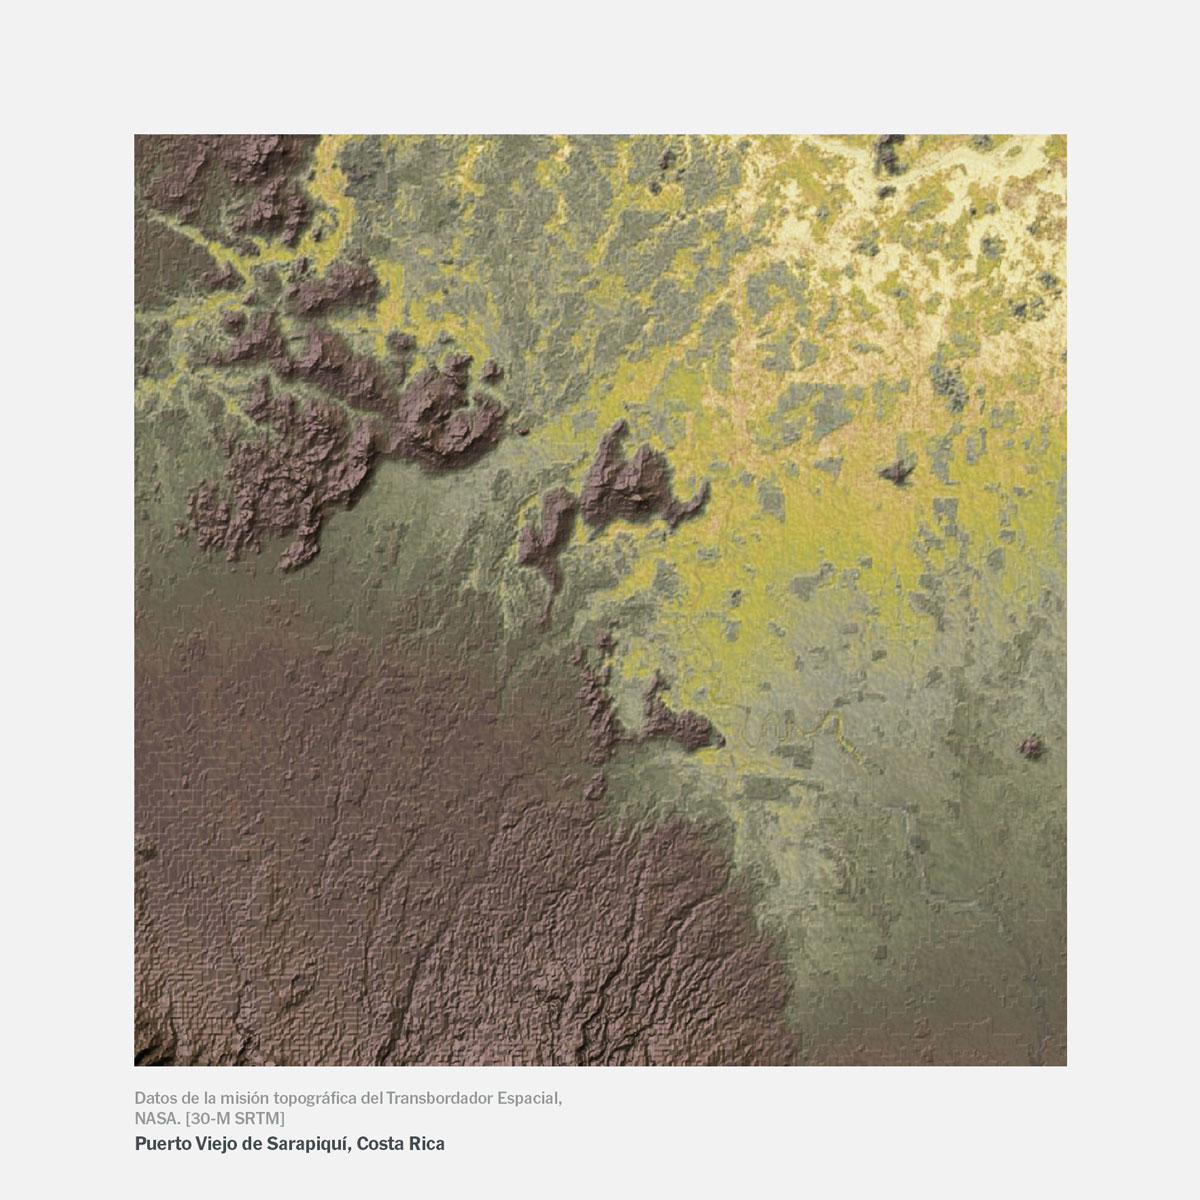 Datos de la misión topográfica del Transbordador Espacial,
NASA. [30-M SRTM]
Puerto Viejo de Sarapiquí, Costa Rica